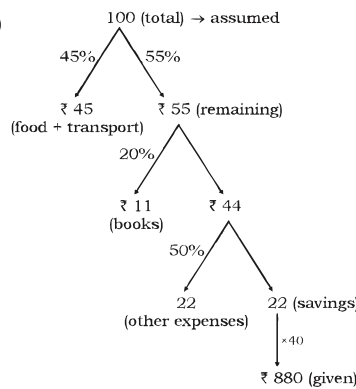 )
100 (total) → assumed
45% 55%
₹ 45 ₹ 55 (remaining)
(food + transport)
20%
₹ 11 ₹ 44
(books)
50%
22 22 (savings)
(other expenses)
×40
₹ 880 (given)